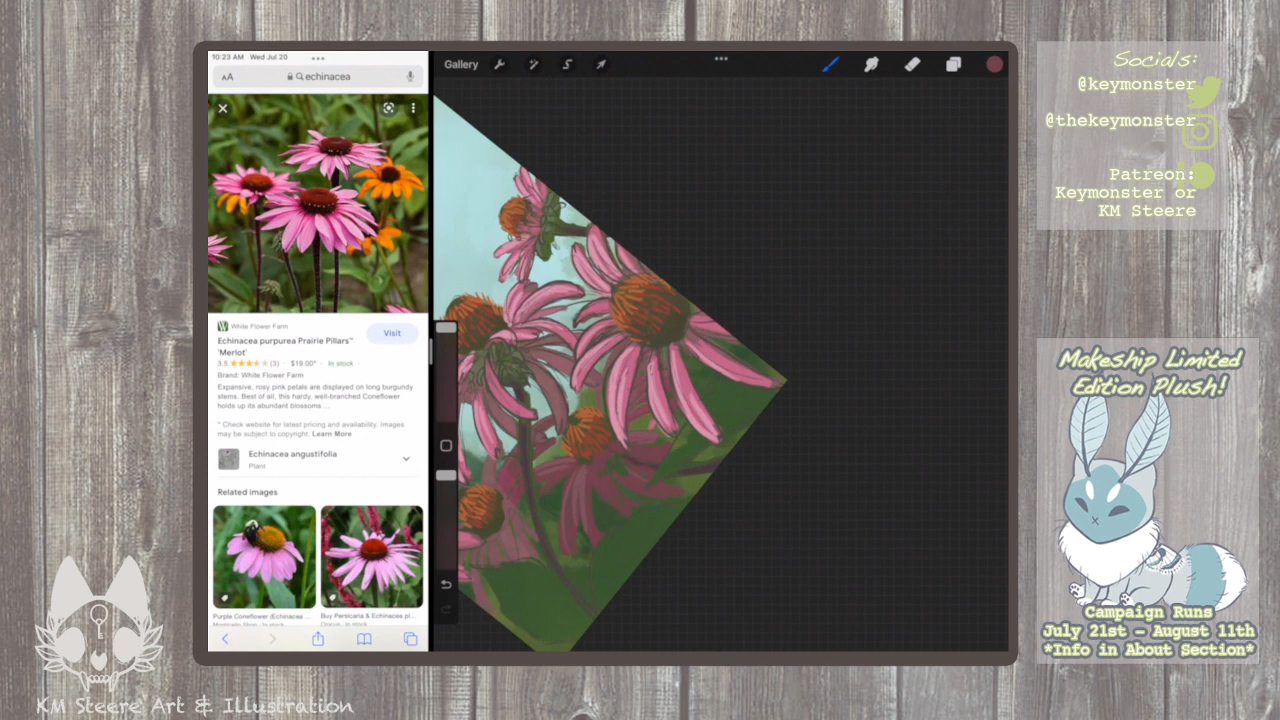 10:23 AM Wed Jul 20
AA
echinacea
White Flower Farm
Visit
Echinacea purpurea Prairie Pillars™
'Merlot'
3.5 (3) · $19.00* · In stock
Brand: White Flower Farm
Expansive, rosy pink petals are displayed on long burgundy
stems. Best of all, this hardy, well-branched Coneflower
holds up its abundant blossoms ...
* Check website for latest pricing and availability. Images
may be subject to copyright. Learn More
Echinacea angustifolia
Plant
Related images
Purple Coneflower (Echinacea ...
Buy Persicaria & Echinacea pl...
In stock
In stock
Gallery
Socials:
@keymonster
@thekeymonster
Patreon:
Keymonster or
KM Steere
Makeship Limited
Edition Plush!
Campaign Runs
July 21st - August 11th
*Info in About Section*
KM Steere Art & Illustration